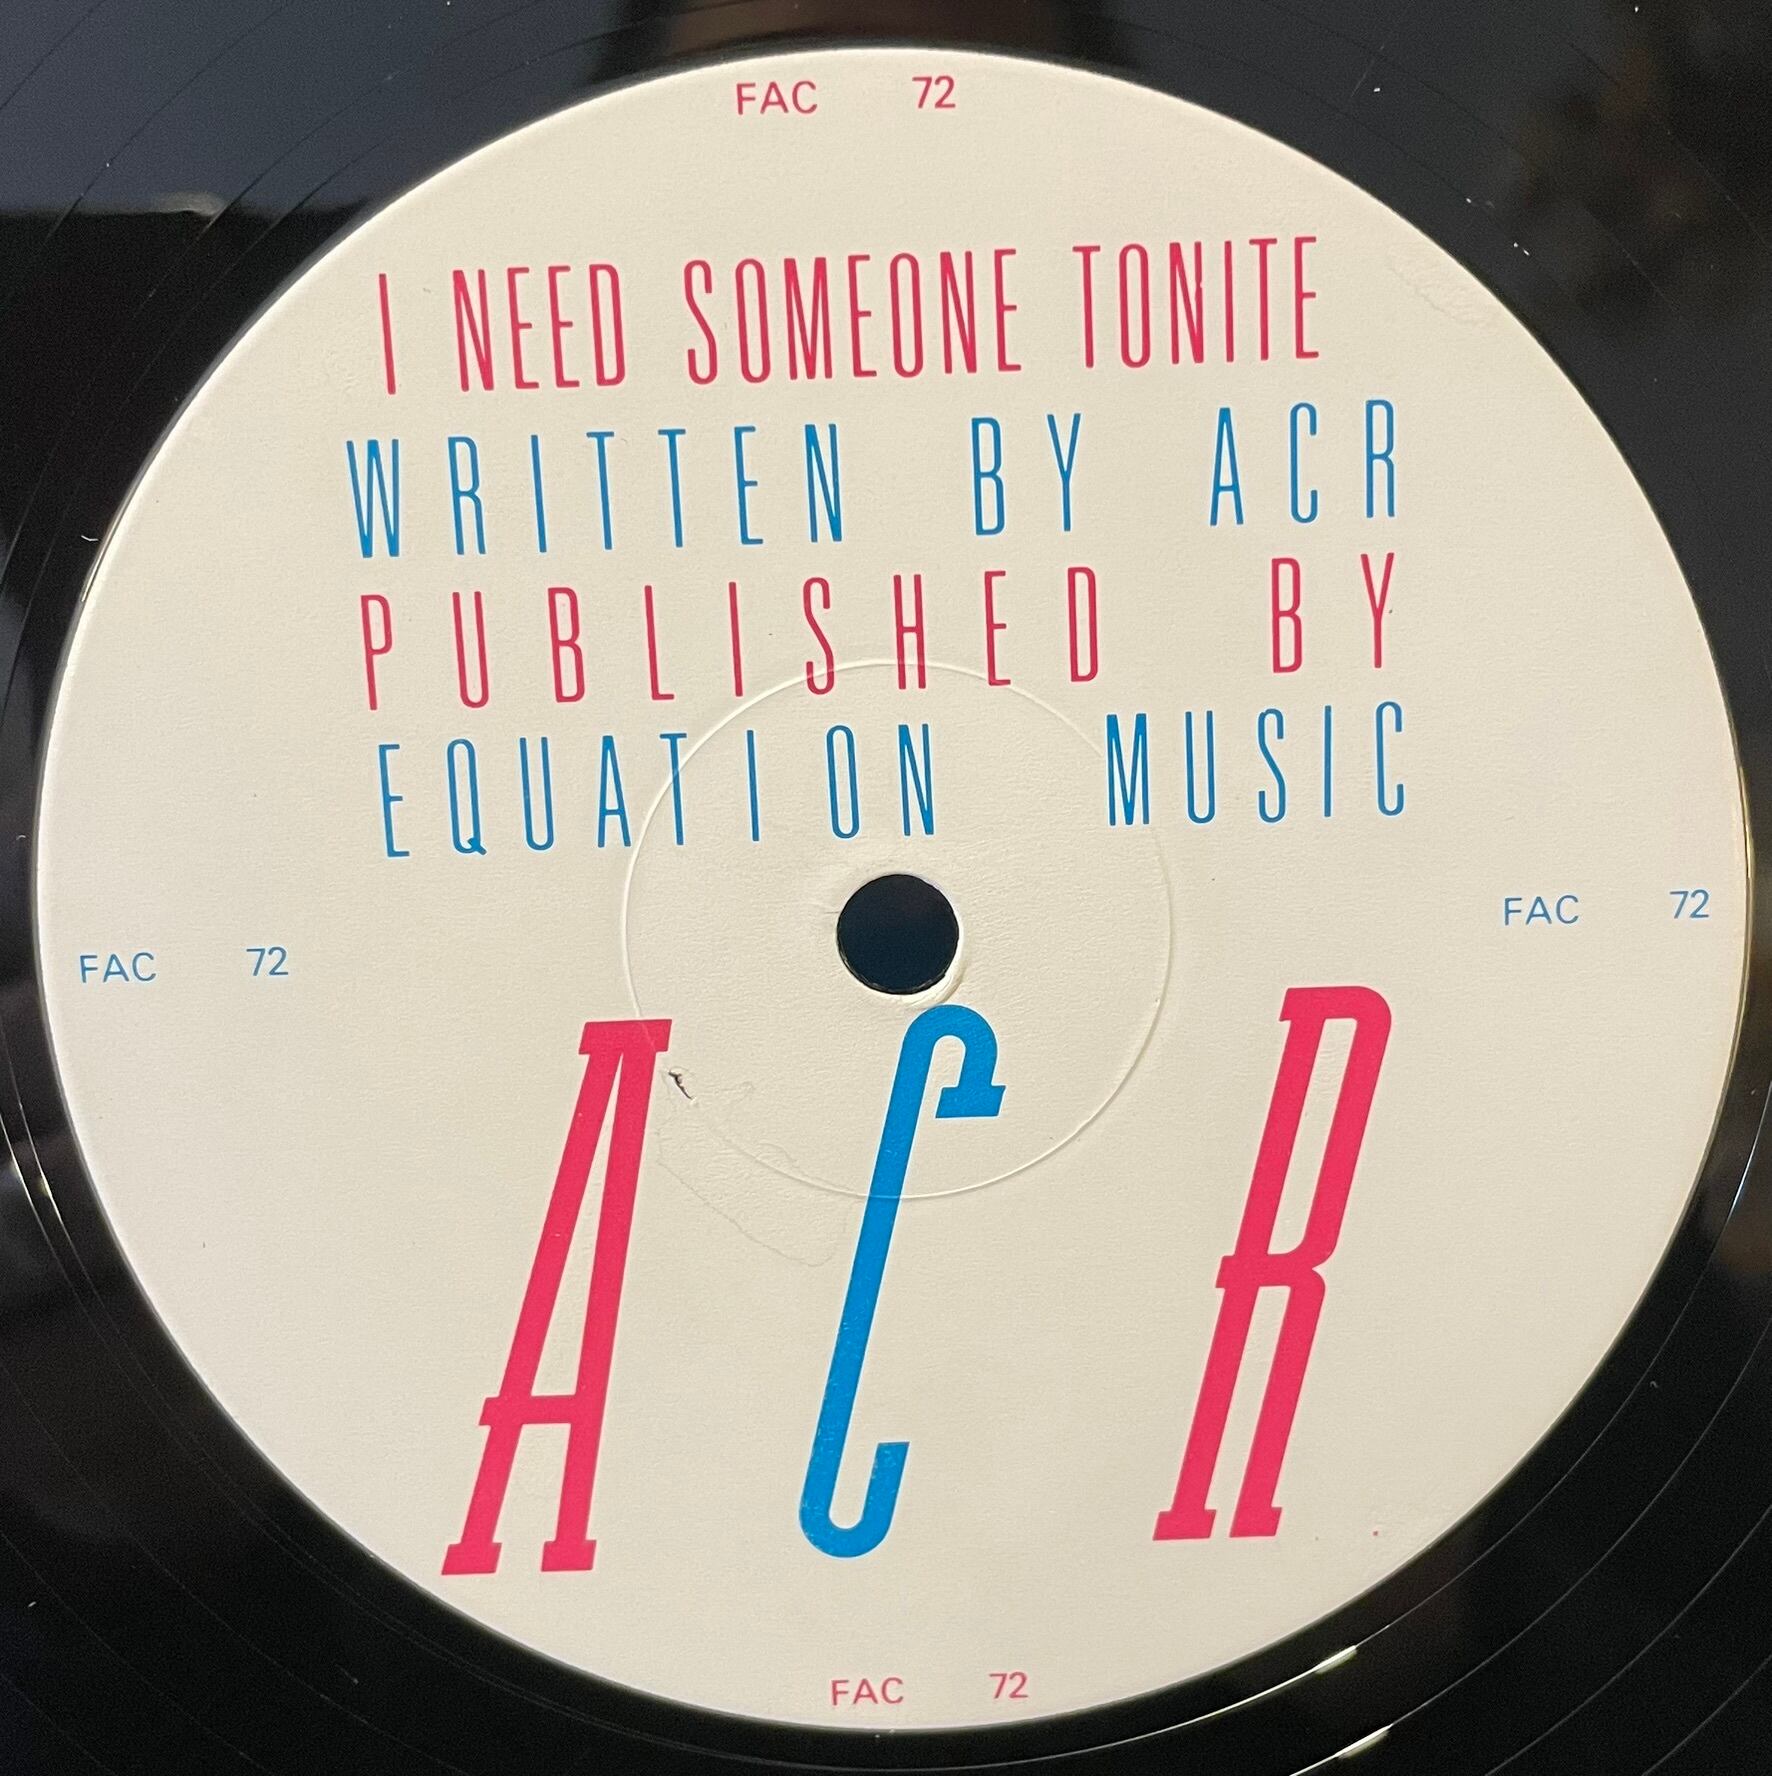 FAC 72
I NEED SOMEONE TONITE
WRITTEN BY ACR
PUBLISHED BY
EQUATION MUSIC
FAC 72
FAC 72
ACR
FAC 72